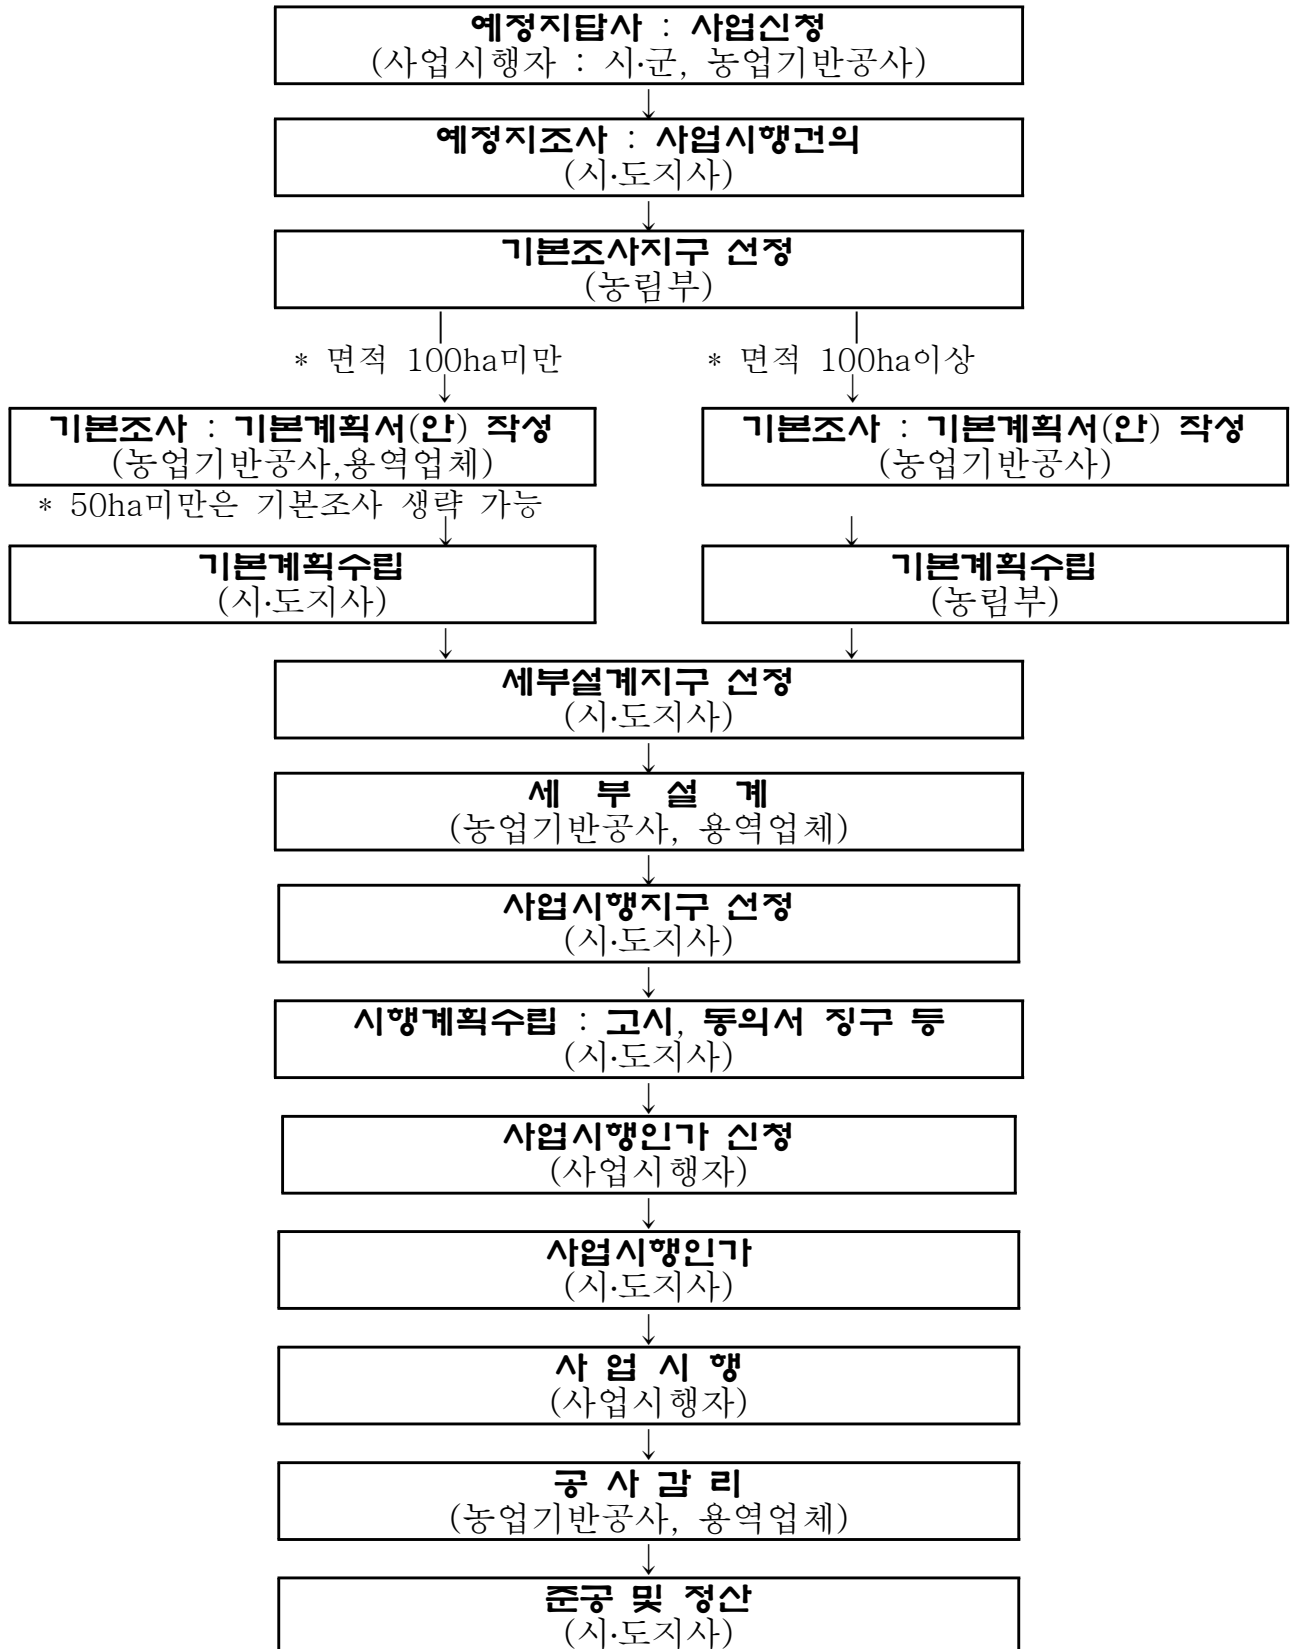 예정지답사 : 사업신청
(사업시행자 : 시·군, 농업기반공사)
↓
예정지조사 : 사업시행건의
(시·도지사)
↓
기본조사지구 선정
(농림부)
* 면적 100ha미만
* 면적 100ha이상
↓ ↓
기본조사 : 기본계획서(안) 작성
(농업기반공사,용역업체)
* 50ha미만은 기본조사 생략 가능
기본조사 : 기본계획서(안) 작성
(농업기반공사)
↓ ↓
기본계획수립
(시·도지사)
기본계획수립
(농림부)
↓ ↓
세부설계지구 선정
(시·도지사)
↓
세 부 설 계
(농업기반공사, 용역업체)
↓
사업시행지구 선정
(시·도지사)
↓
시행계획수립 : 고시, 동의서 징구 등
(시·도지사)
↓
사업시행인가 신청
(사업시행자)
↓
사업시행인가
(시·도지사)
↓
사 업 시 행
(사업시행자)
↓
공 사 감 리
(농업기반공사, 용역업체)
↓
준공 및 정산
(시·도지사)